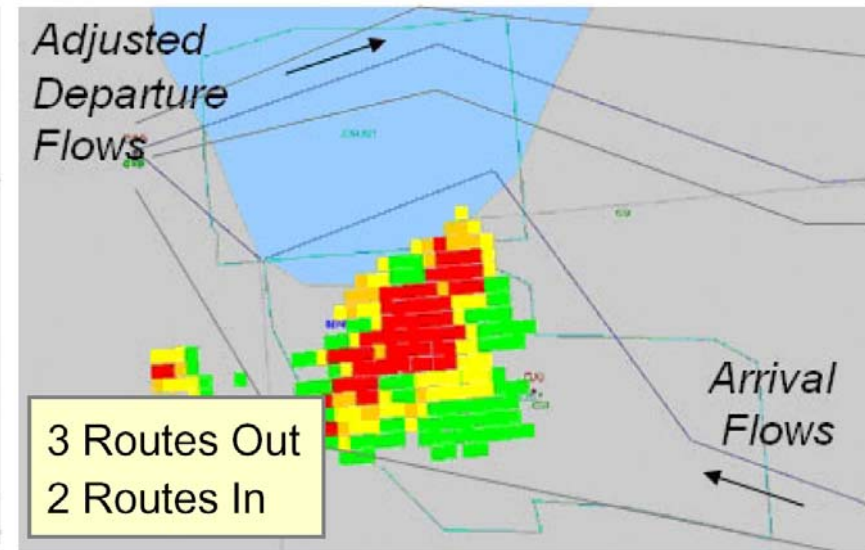 Adjusted
Departure
Flows
Arrival
Flows
3 Routes Out
2 Routes In